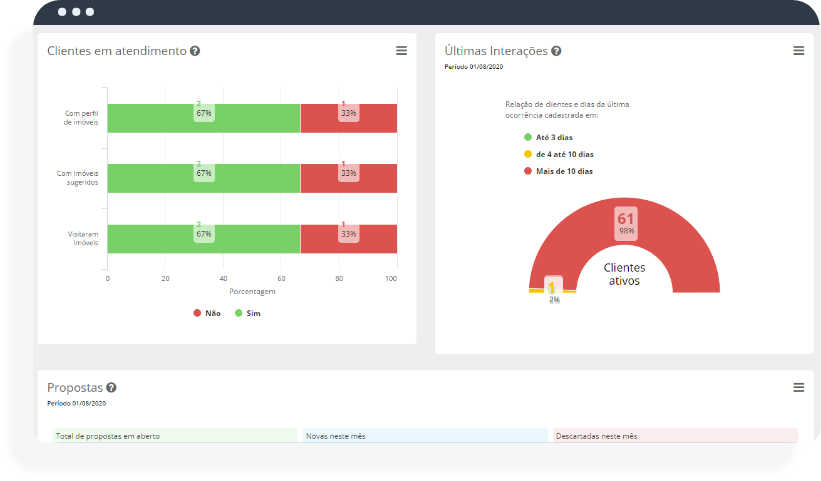 Clientes em atendimento ?
2
67%
1
33%
Com perfil
de imóveis
2
67%
1
33%
Com imóveis
sugeridos
2
67%
1
33%
Visitaram
imóveis
0 20 40 60 80 100
Porcentagem
Não Sim
Últimas Interações ?
Período 01/08/2020
Relação de clientes e dias da última
ocorrência cadastrada em:
Até 3 dias
de 4 até 10 dias
Mais de 10 dias
61
98%
Clientes
ativos
1
2%
Propostas ?
Período 01/08/2020
Total de propostas em aberto
Novas neste mês
Descartadas neste mês